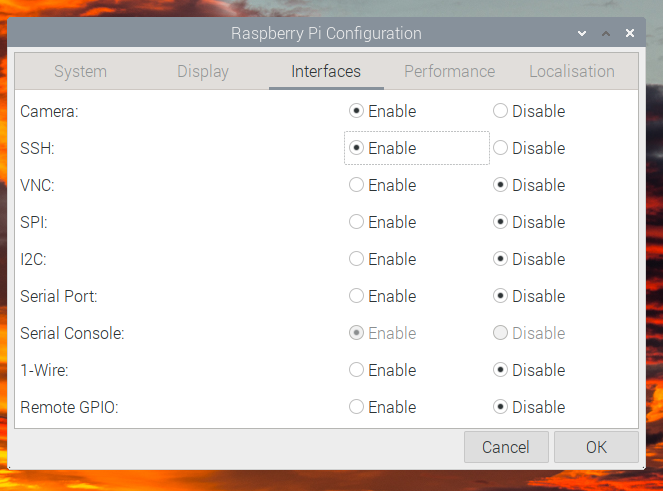 Raspberry Pi Configuration
System Display Interfaces Performance Localisation
Camera: Enable Disable
SSH: Enable Disable
VNC: Enable Disable
SPI: Enable Disable
I2C: Enable Disable
Serial Port: Enable Disable
Serial Console: Enable Disable
1-Wire: Enable Disable
Remote GPIO: Enable Disable
Cancel OK